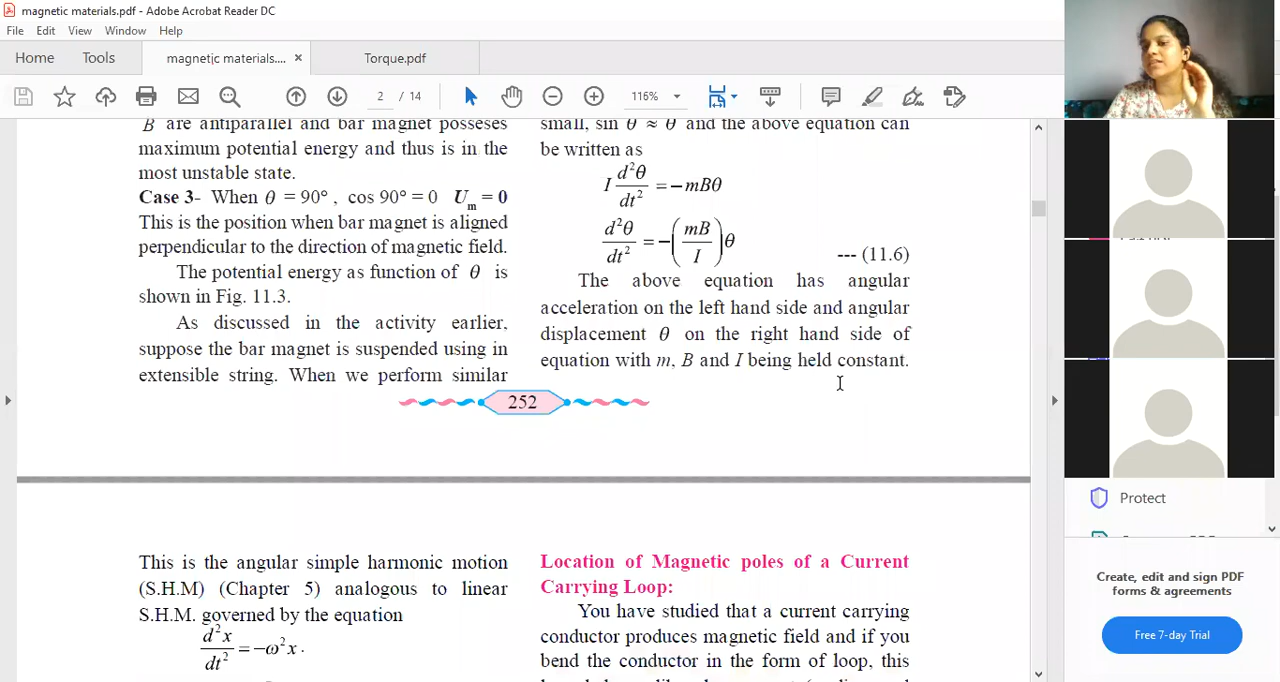 magnetic materials.pdf - Adobe Acrobat Reader DC
File Edit View Window Help
Home Tools magnetic materials.... × Torque.pdf
2 / 14 116%
B are antiparallel and bar magnet posseses
maximum potential energy and thus is in the
most unstable state.
Case 3- When θ = 90°, cos 90° = 0 Um = 0
This is the position when bar magnet is aligned
perpendicular to the direction of magnetic field.
The potential energy as function of θ is
shown in Fig. 11.3.
As discussed in the activity earlier,
suppose the bar magnet is suspended using in
extensible string. When we perform similar
small, sin θ ≈ θ and the above equation can
be written as
I d²θ/dt² = −mBθ
d²θ/dt² = −(mB/I)θ --- (11.6)
The above equation has angular
acceleration on the left hand side and angular
displacement θ on the right hand side of
equation with m, B and I being held constant.
252
This is the angular simple harmonic motion
(S.H.M) (Chapter 5) analogous to linear
S.H.M. governed by the equation
d²x/dt² = −ω²x.
Location of Magnetic poles of a Current
Carrying Loop:
You have studied that a current carrying
conductor produces magnetic field and if you
bend the conductor in the form of loop, this
Protect
Create, edit and sign PDF
forms & agreements
Free 7-day Trial